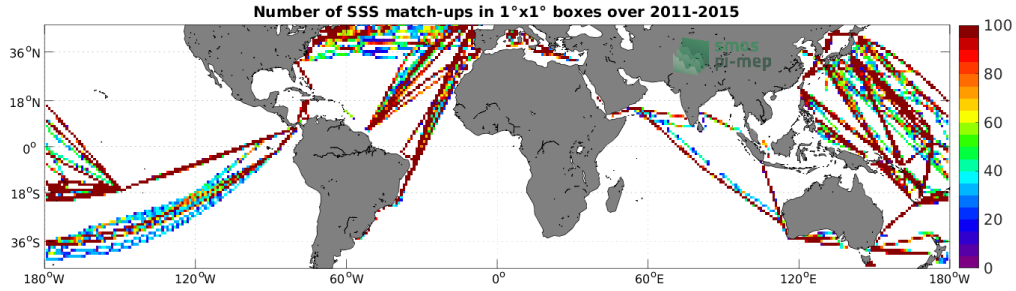 Number of SSS match-ups in 1°x1° boxes over 2011-2015
36°N
18°N
0°
18°S
36°S
180°W
120°W
60°W
0°
60°E
120°E
180°W
smos
pi-mep
100
80
60
40
20
0